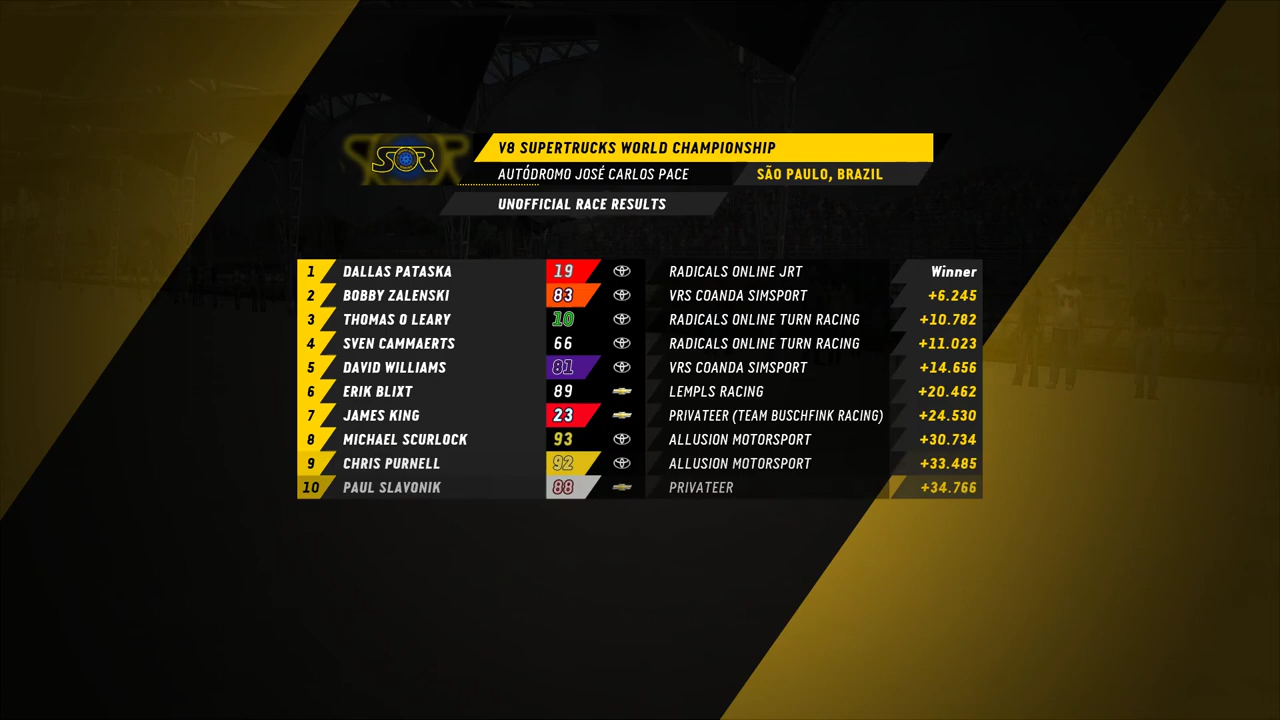 SOR
V8 SUPERTRUCKS WORLD CHAMPIONSHIP
AUTÓDROMO JOSÉ CARLOS PACE SÃO PAULO, BRAZIL
UNOFFICIAL RACE RESULTS
1 DALLAS PATASKA 19 RADICALS ONLINE JRT Winner
2 BOBBY ZALENSKI 83 VRS COANDA SIMSPORT +6.245
3 THOMAS O LEARY 10 RADICALS ONLINE TURN RACING +10.782
4 SVEN CAMMAERTS 66 RADICALS ONLINE TURN RACING +11.023
5 DAVID WILLIAMS 81 VRS COANDA SIMSPORT +14.656
6 ERIK BLIXT 89 LEMPLS RACING +20.462
7 JAMES KING 23 PRIVATEER (TEAM BUSCHFINK RACING) +24.530
8 MICHAEL SCURLOCK 93 ALLUSION MOTORSPORT +30.734
9 CHRIS PURNELL 92 ALLUSION MOTORSPORT +33.485
10 PAUL SLAVONIK 88 PRIVATEER +34.766